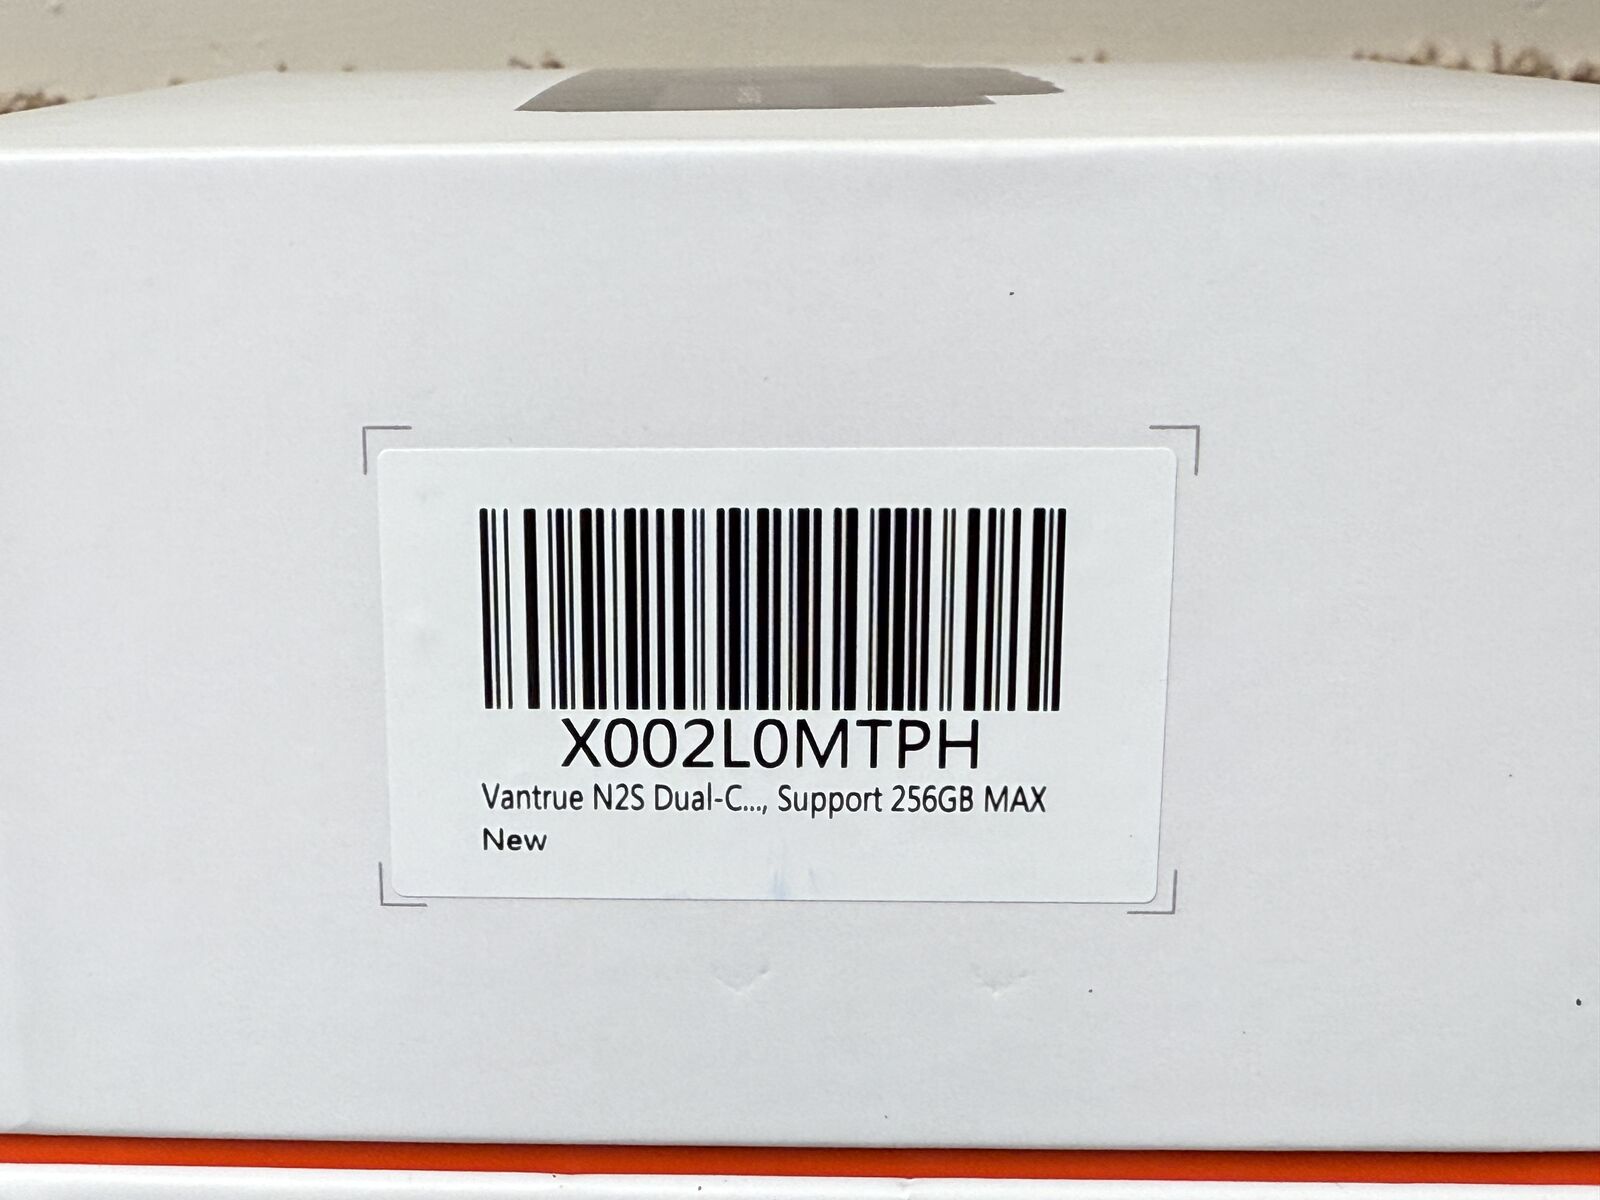 X002L0MTPH
Vantrue N2S Dual-C..., Support 256GB MAX
New